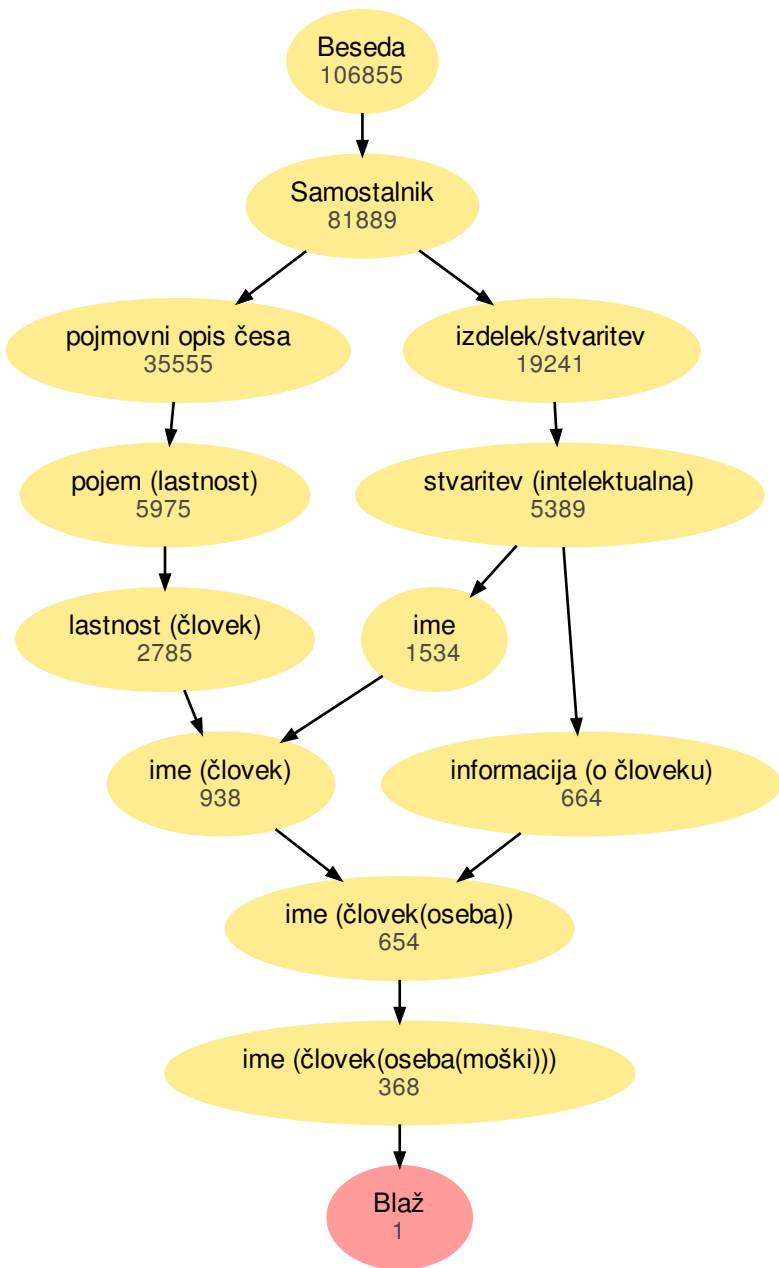 Beseda
106855
Samostalnik
81889
pojmovni opis česa
35555
izdelek/stvaritev
19241
pojem (lastnost)
5975
stvaritev (intelektualna)
5389
lastnost (človek)
2785
ime
1534
ime (človek)
938
informacija (o človeku)
664
ime (človek(oseba))
654
ime (človek(oseba(moški)))
368
Blaž
1